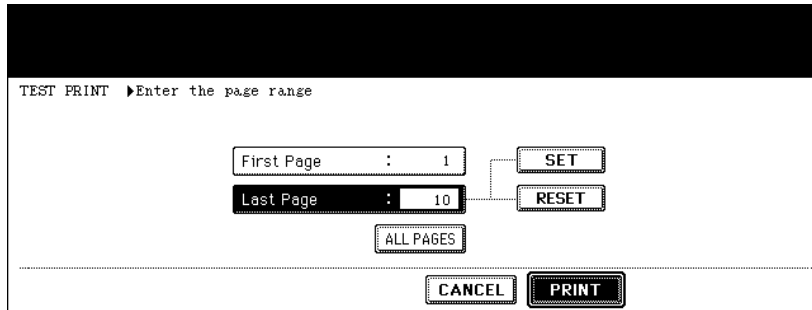 TEST PRINT ▶Enter the page range
First Page : 1 SET
Last Page : 10 RESET
ALL PAGES
CANCEL PRINT